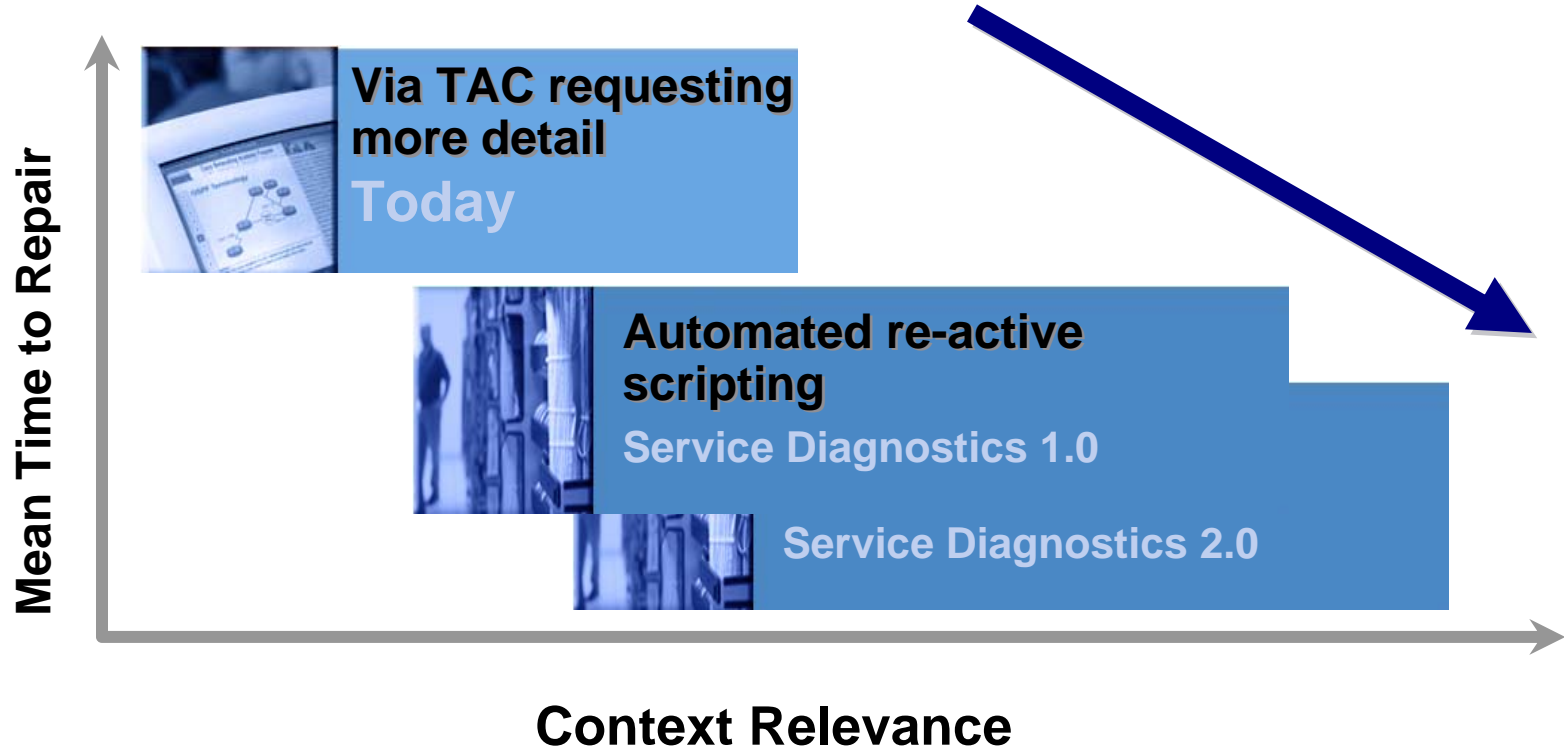 Mean Time to Repair
Via TAC requesting
more detail
Today
Automated re-active
scripting
Service Diagnostics 1.0
Service Diagnostics 2.0
Context Relevance